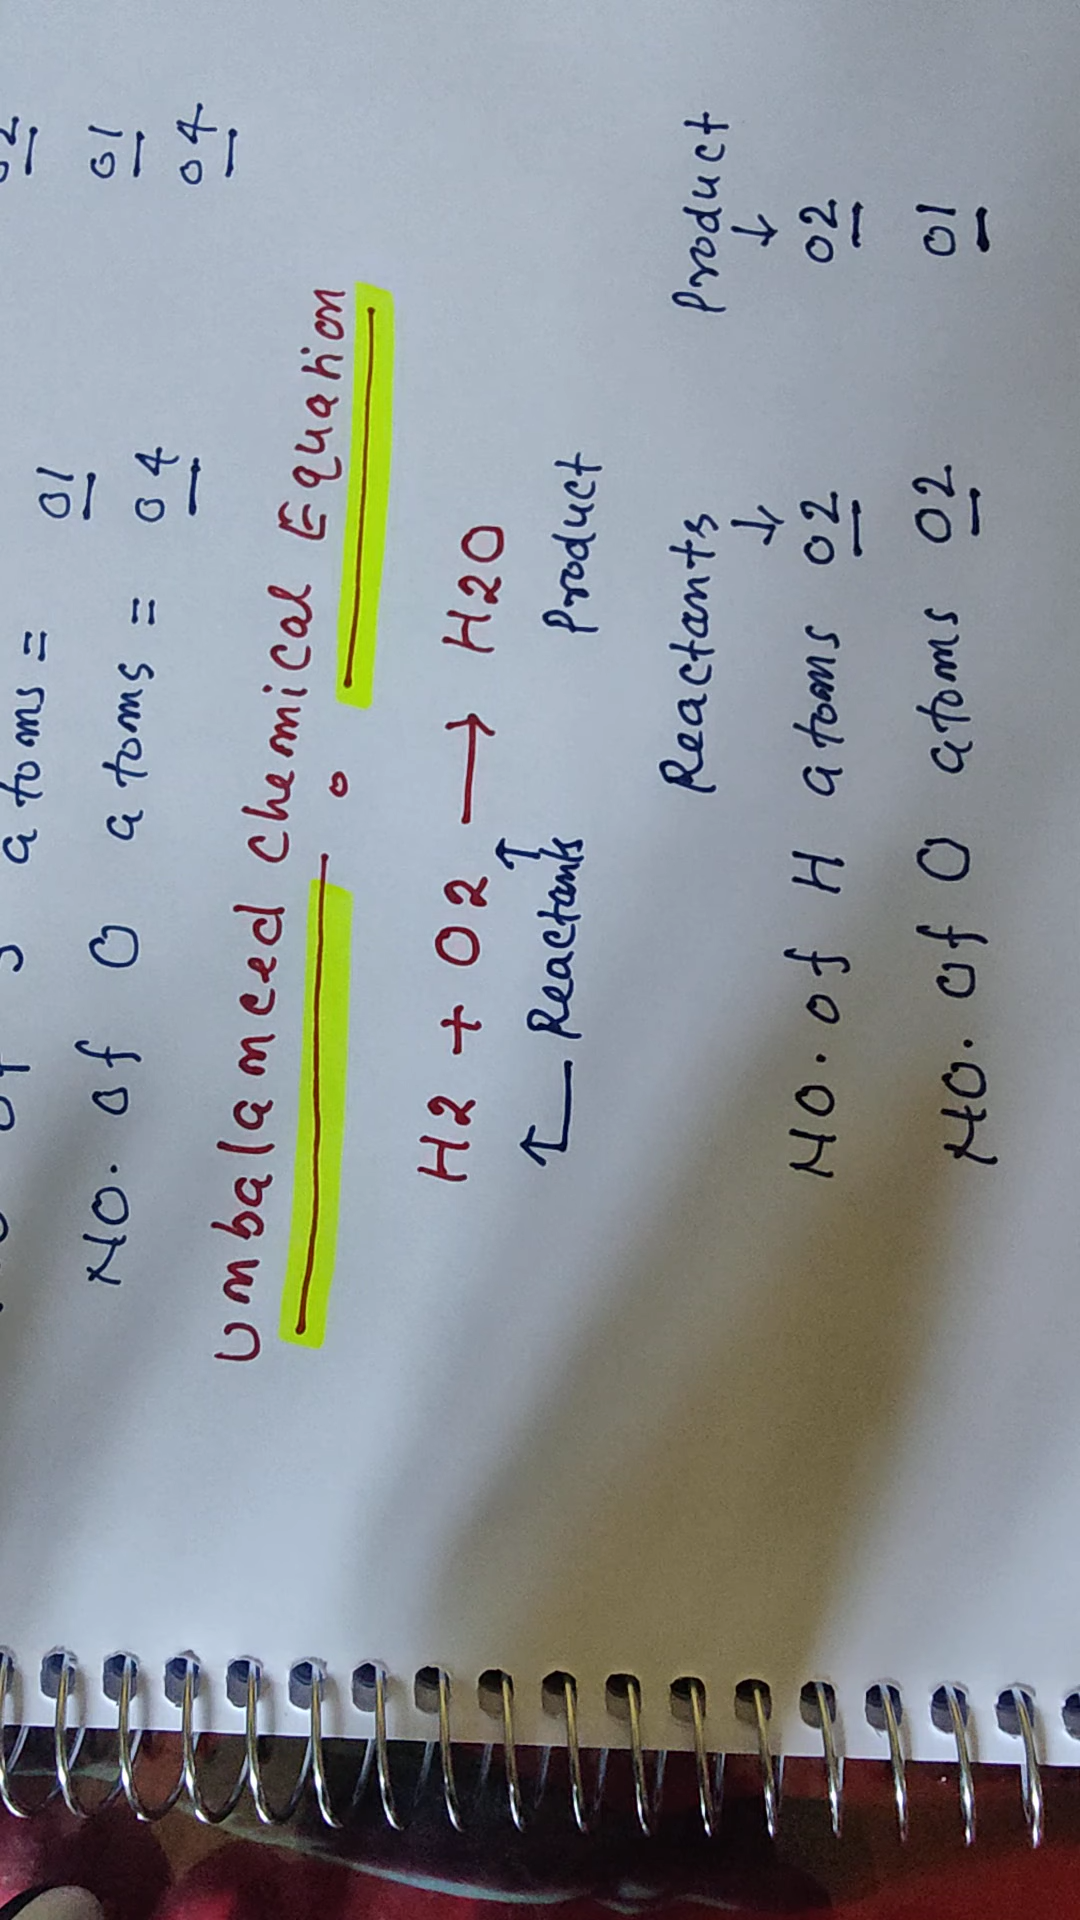 atoms =
No. of O atoms = 04 04
01 01
Unbalanced Chemical Equation
H2 + O2 → H2O
Reactants Product
Reactants Product
↓ ↓
No. of H atoms 02 02
No. of O atoms 02 01